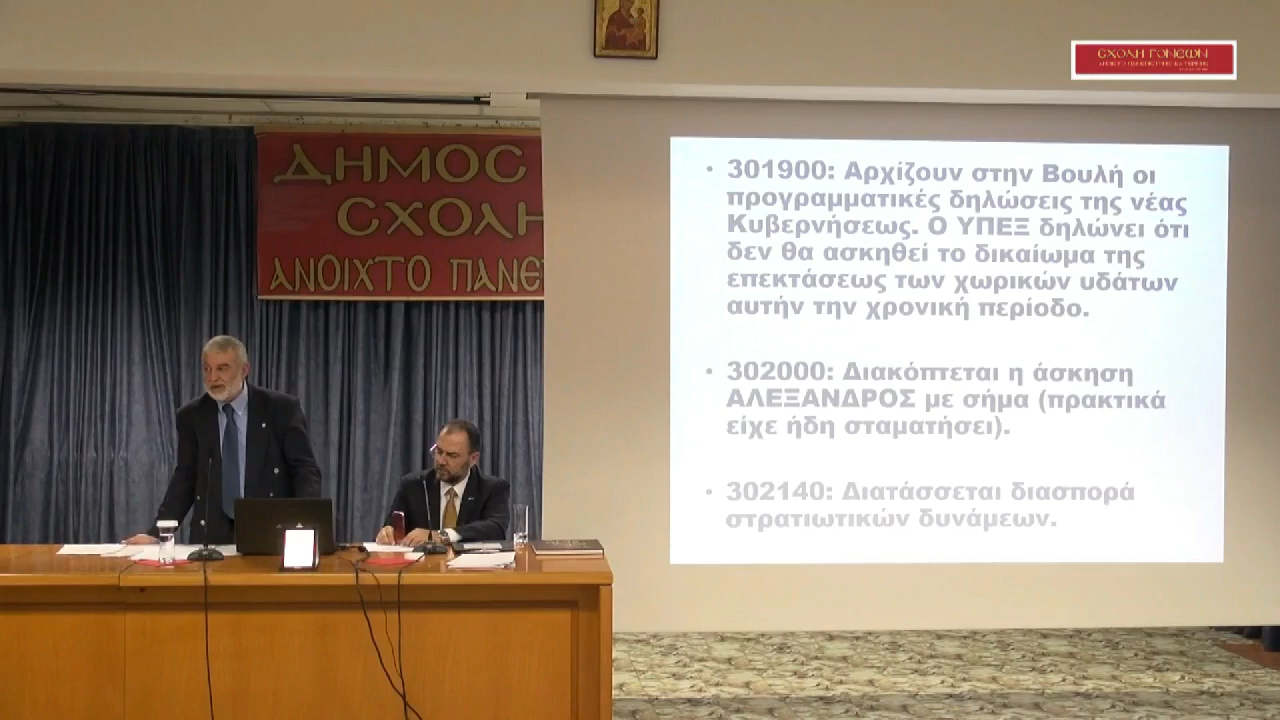 ΣΧΟΛΗ ΓΟΝΕΩΝ
ΔΗΜΟΣ
ΣΧΟΛΗ
ΑΝΟΙΧΤΟ ΠΑΝΕ
• 301900: Αρχίζουν στην Βουλή οι
προγραμματικές δηλώσεις της νέας
Κυβερνήσεως. Ο ΥΠΕΞ δηλώνει ότι
δεν θα ασκηθεί το δικαίωμα της
επεκτάσεως των χωρικών υδάτων
αυτήν την χρονική περίοδο.
• 302000: Διακόπτεται η άσκηση
ΑΛΕΞΑΝΔΡΟΣ με σήμα (πρακτικά
είχε ήδη σταματήσει).
• 302140: Διατάσσεται διασπορά
στρατιωτικών δυνάμεων.